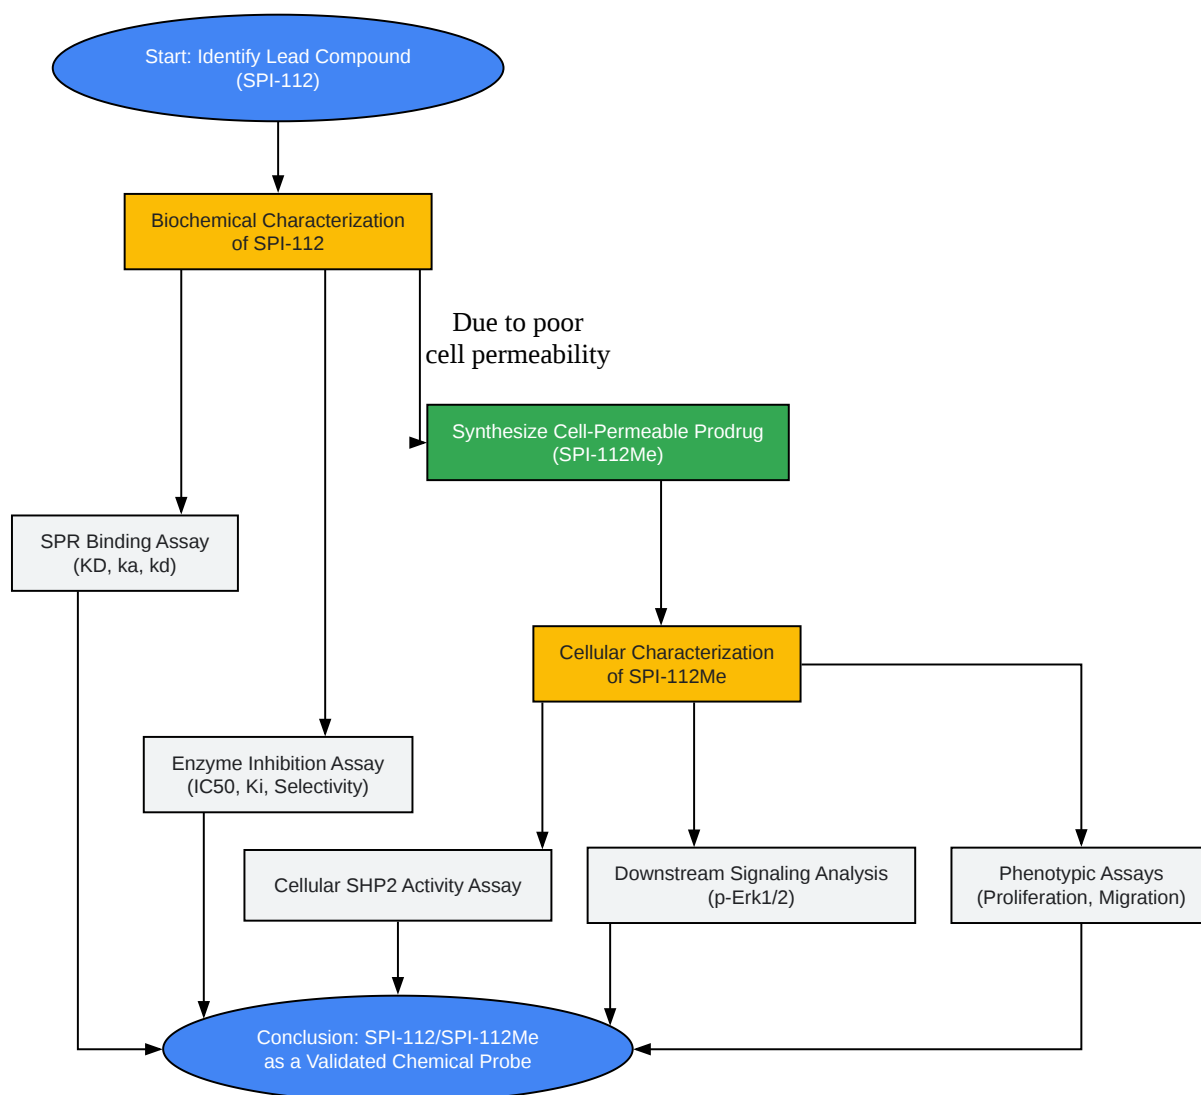 Start: Identify Lead Compound
(SPI-112)
Biochemical Characterization
of SPI-112
Due to poor
cell permeability
Synthesize Cell-Permeable Prodrug
(SPI-112Me)
SPR Binding Assay
(KD, ka, kd)
Cellular Characterization
of SPI-112Me
Enzyme Inhibition Assay
(IC50, Ki, Selectivity)
Cellular SHP2 Activity Assay
Downstream Signaling Analysis
(p-Erk1/2)
Phenotypic Assays
(Proliferation, Migration)
Conclusion: SPI-112/SPI-112Me
as a Validated Chemical Probe